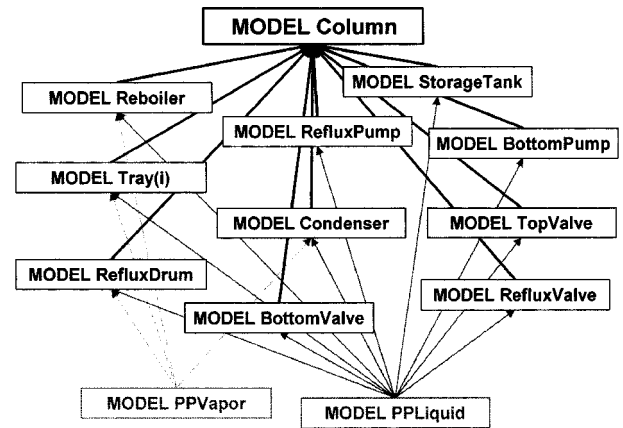 MODEL Column
MODEL StorageTank
MODEL Reboiler
MODEL RefluxPump
MODEL BottomPump
MODEL Tray(i)
MODEL Condenser
MODEL TopValve
MODEL RefluxDrum
MODEL RefluxValve
MODEL BottomValve
MODEL PPVapor
MODEL PPLiquid